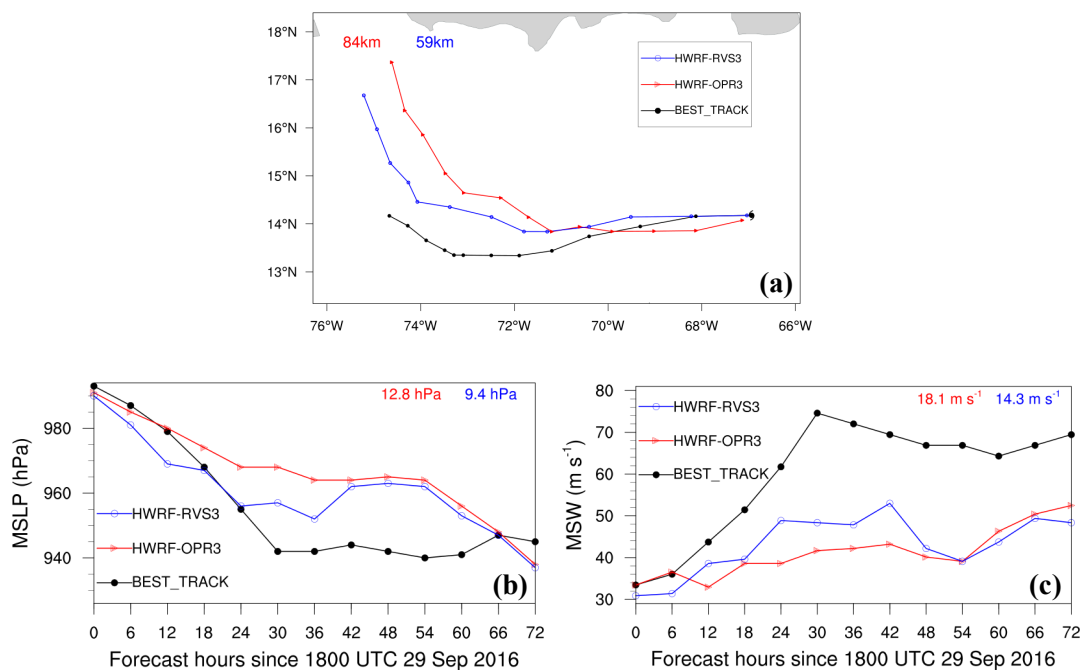 18°N
84km 59km
17°N
16°N
15°N
14°N
13°N
HWRF-RVS3
HWRF-OPR3
BEST_TRACK
(a)
76°W 74°W 72°W 70°W 68°W 66°W
MSLP (hPa)
980
960
940
12.8 hPa 9.4 hPa
HWRF-RVS3
HWRF-OPR3
BEST_TRACK
(b)
0 6 12 18 24 30 36 42 48 54 60 66 72
Forecast hours since 1800 UTC 29 Sep 2016
MSW (m s⁻¹)
80
70
60
50
40
30
18.1 m s⁻¹ 14.3 m s⁻¹
HWRF-RVS3
HWRF-OPR3
BEST_TRACK
(c)
0 6 12 18 24 30 36 42 48 54 60 66 72
Forecast hours since 1800 UTC 29 Sep 2016